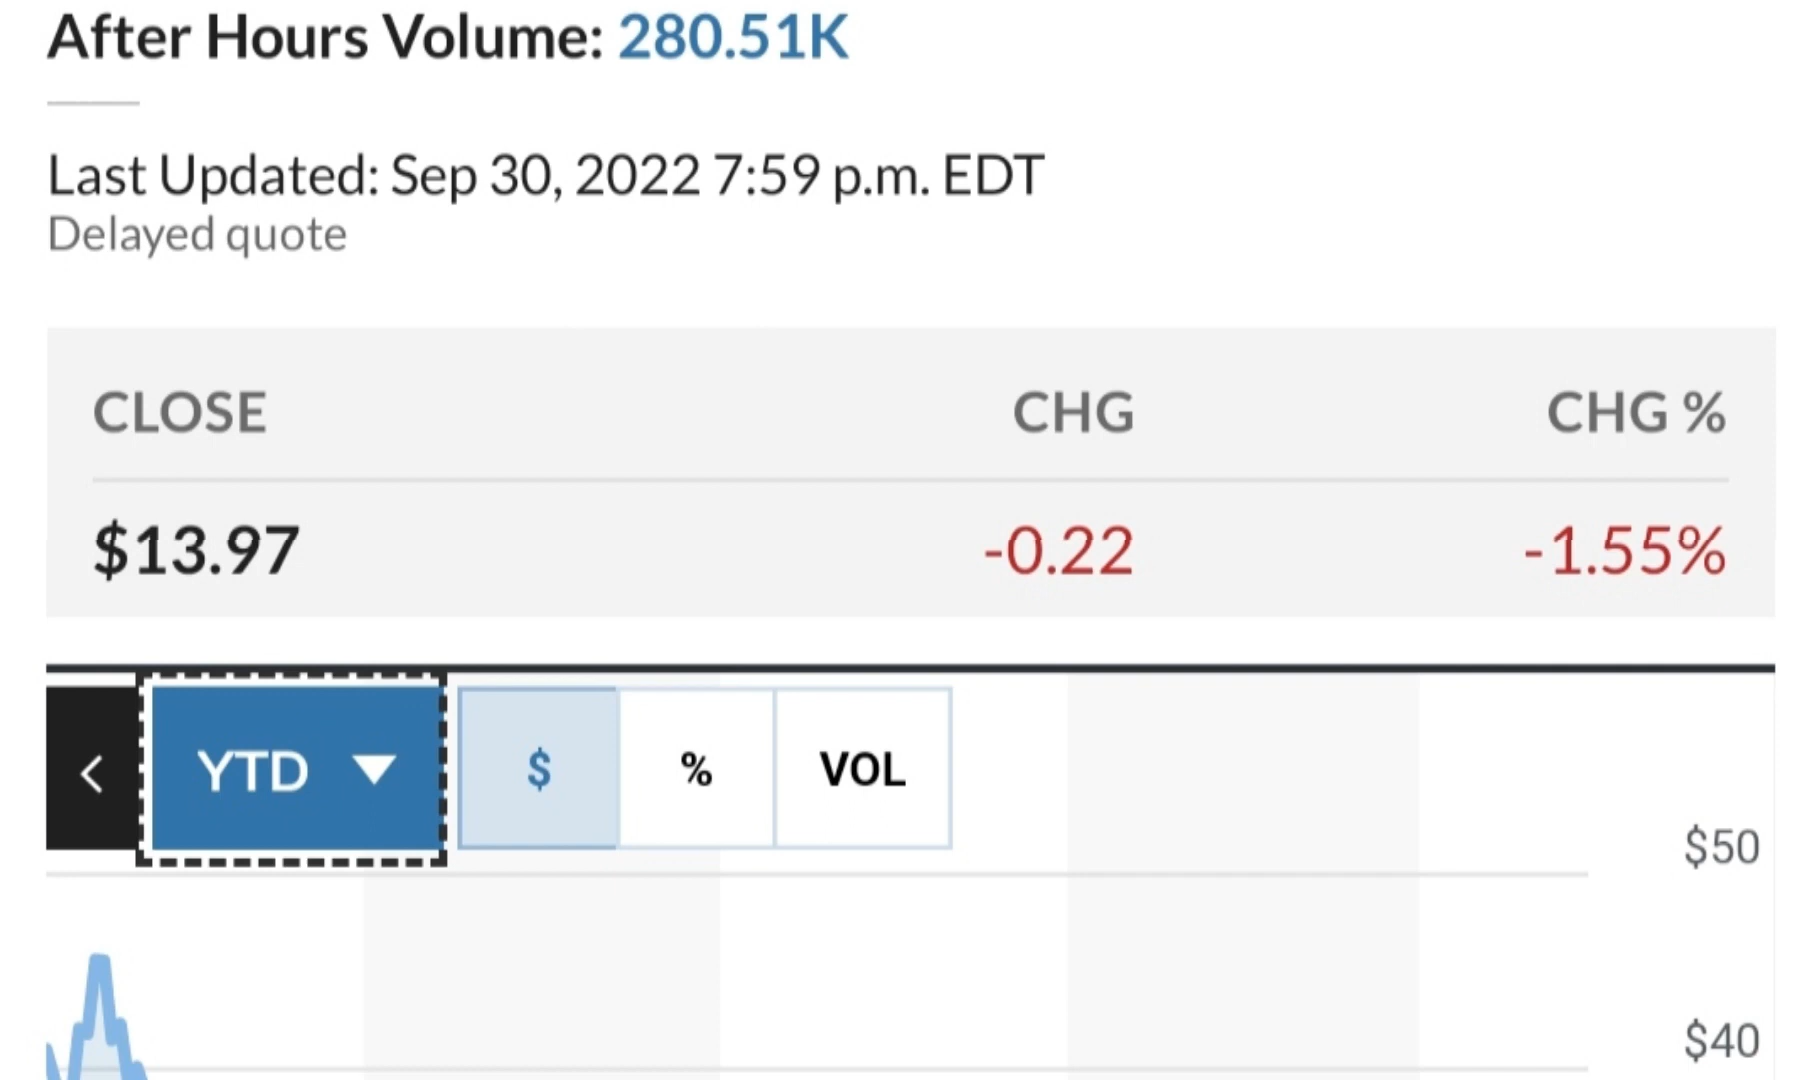 After Hours Volume: 280.51K
Last Updated: Sep 30, 2022 7:59 p.m. EDT
Delayed quote
CLOSE CHG CHG %
$13.97 -0.22 -1.55%
< YTD ▼ $ % VOL
$50
$40